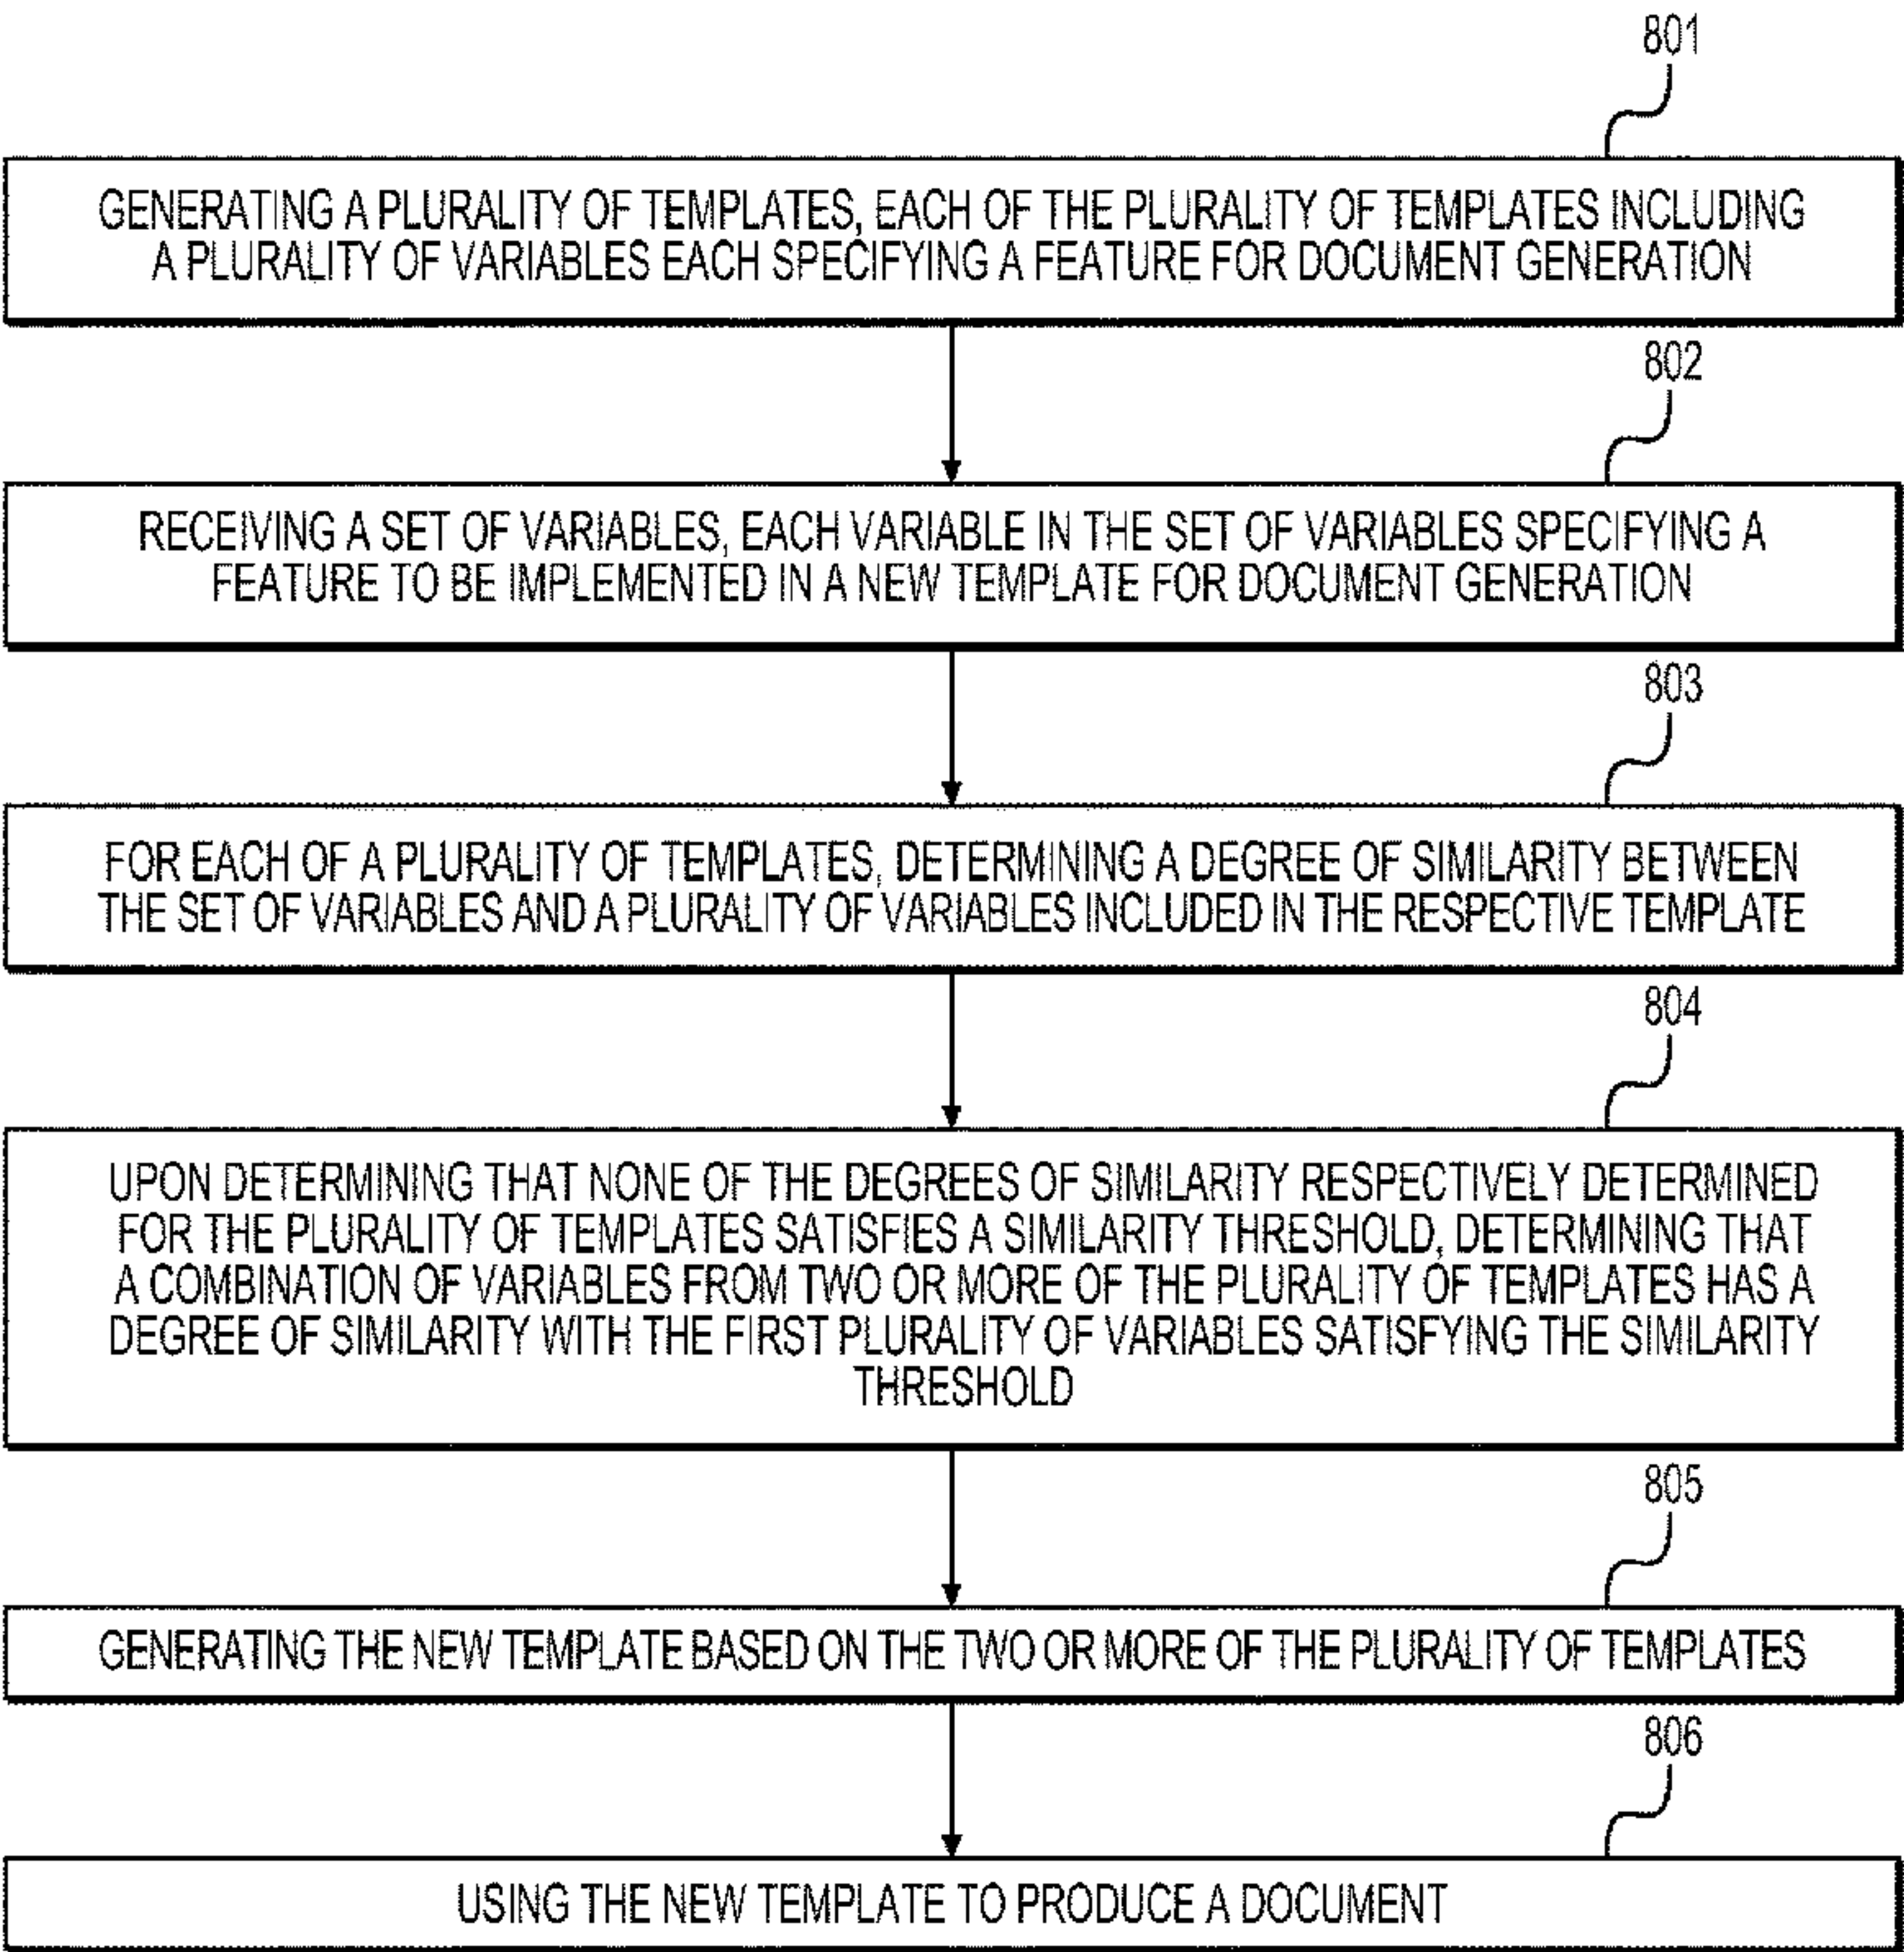 801
GENERATING A PLURALITY OF TEMPLATES, EACH OF THE PLURALITY OF TEMPLATES INCLUDING
A PLURALITY OF VARIABLES EACH SPECIFYING A FEATURE FOR DOCUMENT GENERATION
802
RECEIVING A SET OF VARIABLES, EACH VARIABLE IN THE SET OF VARIABLES SPECIFYING A
FEATURE TO BE IMPLEMENTED IN A NEW TEMPLATE FOR DOCUMENT GENERATION
803
FOR EACH OF A PLURALITY OF TEMPLATES, DETERMINING A DEGREE OF SIMILARITY BETWEEN
THE SET OF VARIABLES AND A PLURALITY OF VARIABLES INCLUDED IN THE RESPECTIVE TEMPLATE
804
UPON DETERMINING THAT NONE OF THE DEGREES OF SIMILARITY RESPECTIVELY DETERMINED
FOR THE PLURALITY OF TEMPLATES SATISFIES A SIMILARITY THRESHOLD, DETERMINING THAT
A COMBINATION OF VARIABLES FROM TWO OR MORE OF THE PLURALITY OF TEMPLATES HAS A
DEGREE OF SIMILARITY WITH THE FIRST PLURALITY OF VARIABLES SATISFYING THE SIMILARITY
THRESHOLD
805
GENERATING THE NEW TEMPLATE BASED ON THE TWO OR MORE OF THE PLURALITY OF TEMPLATES
806
USING THE NEW TEMPLATE TO PRODUCE A DOCUMENT